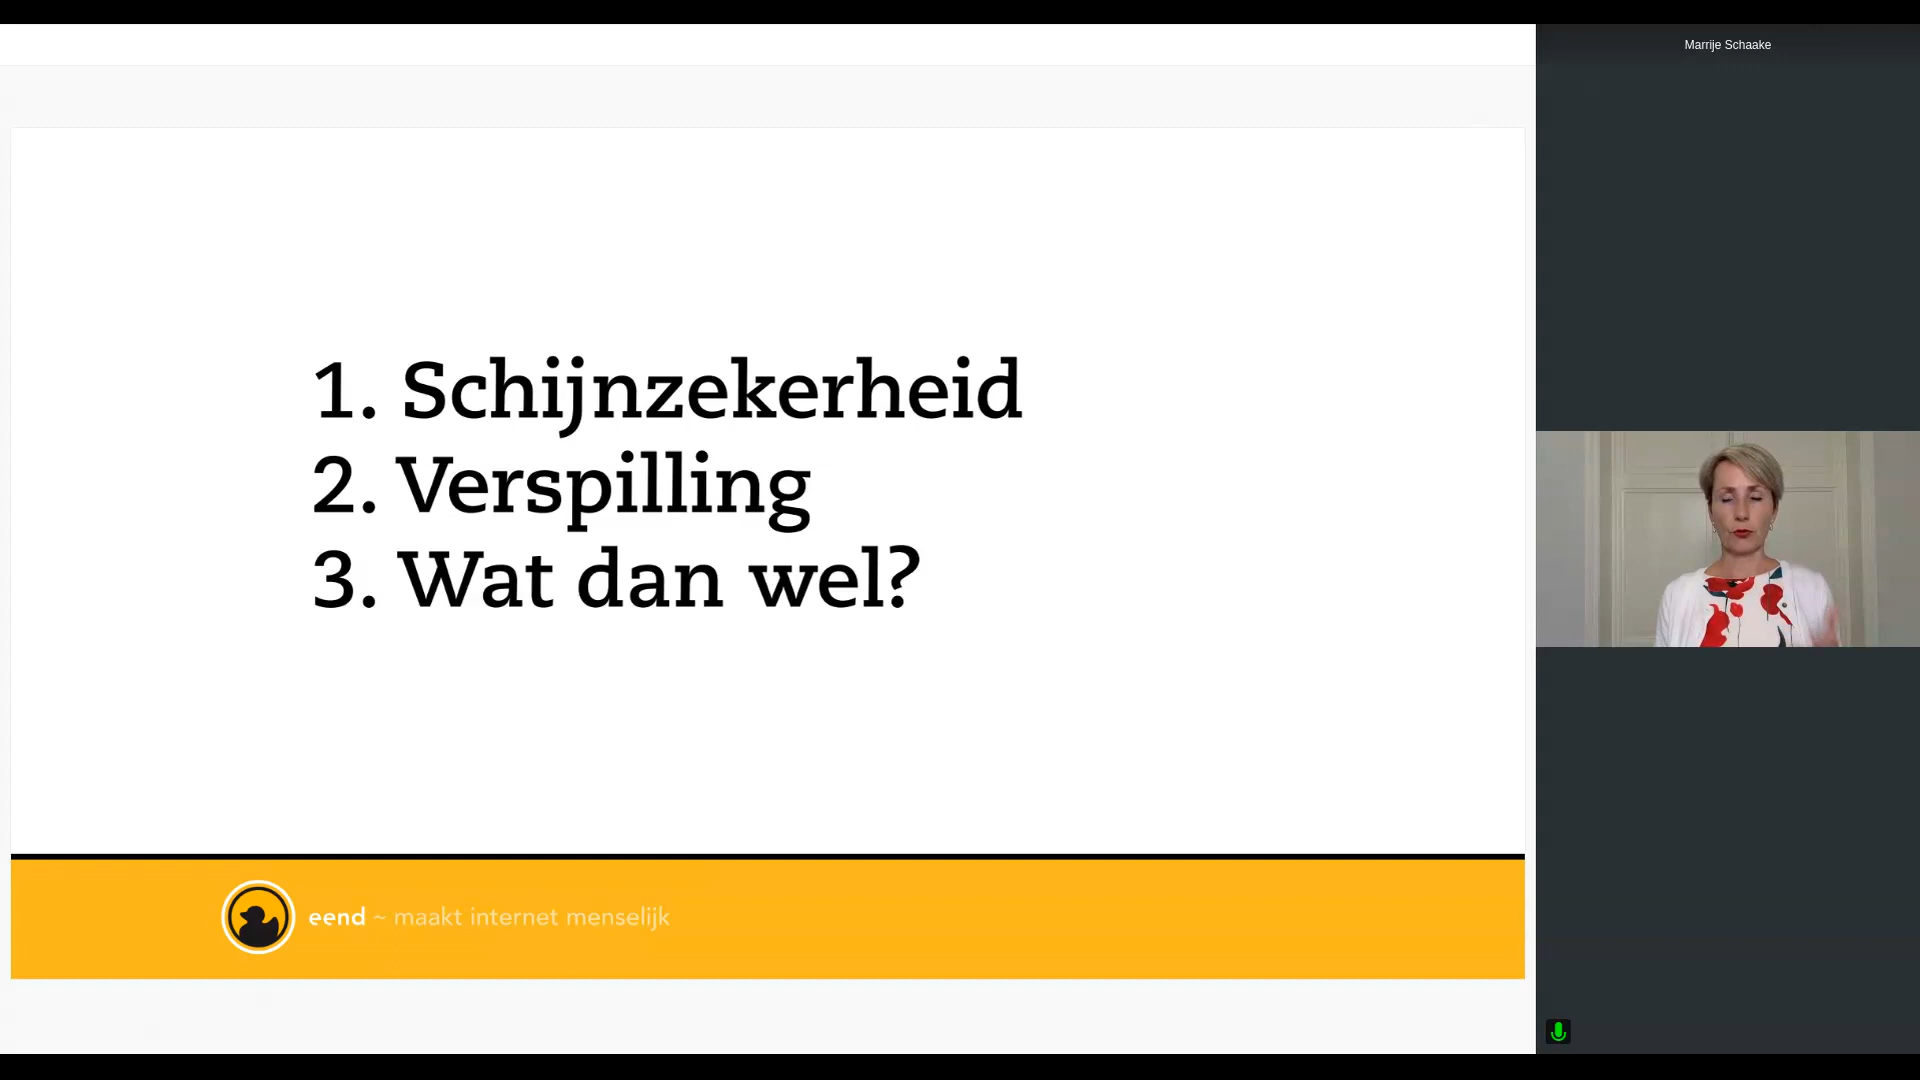 Marrije Schaake
1. Schijnzekerheid
2. Verspilling
3. Wat dan wel?
eend ~ maakt internet menselijk